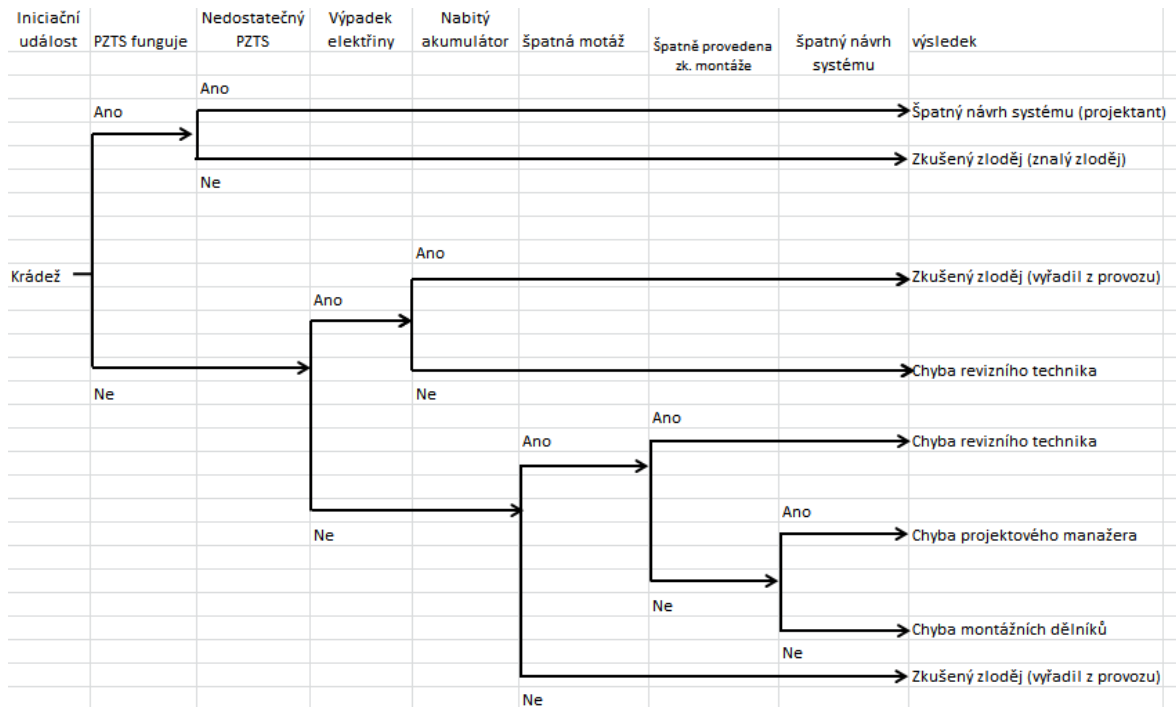 Iniciační
událost
PZTS funguje
Nedostatečný
PZTS
Výpadek
elektřiny
Nabitý
akumulátor
špatná motáž
Špatně provedena
zk. montáže
špatný návrh
systému
výsledek
Ano
Ano
Špatný návrh systému (projektant)
Zkušený zloděj (znalý zloděj)
Ne
Ano
Krádež
Zkušený zloděj (vyřadil z provozu)
Ano
Chyba revizního technika
Ne
Ne
Ano
Ano
Chyba revizního technika
Ano
Ne
Chyba projektového manažera
Ne
Chyba montážních dělníků
Ne
Zkušený zloděj (vyřadil z provozu)
Ne